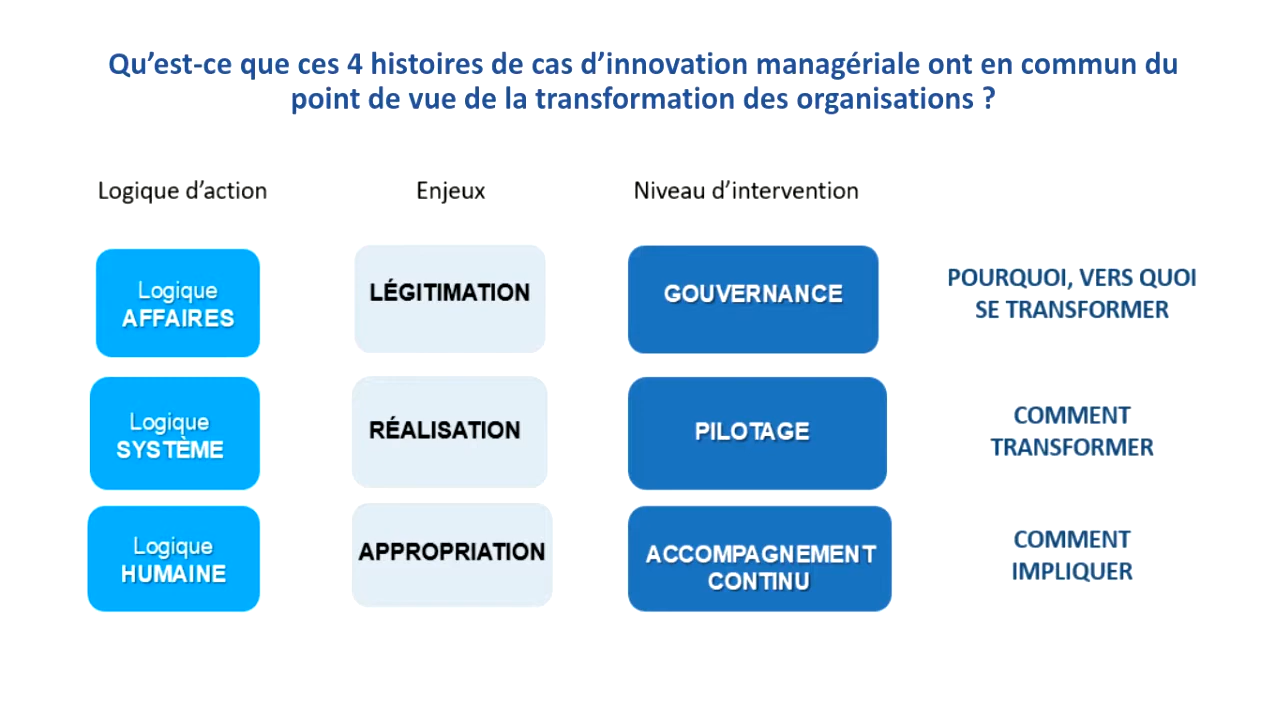 Qu’est-ce que ces 4 histoires de cas d’innovation managériale ont en commun du
point de vue de la transformation des organisations ?
Logique d’action
Enjeux
Niveau d’intervention
Logique
AFFAIRES
LÉGITIMATION
GOUVERNANCE
POURQUOI, VERS QUOI
SE TRANSFORMER
Logique
SYSTÈME
RÉALISATION
PILOTAGE
COMMENT
TRANSFORMER
Logique
HUMAINE
APPROPRIATION
ACCOMPAGNEMENT
CONTINU
COMMENT
IMPLIQUER